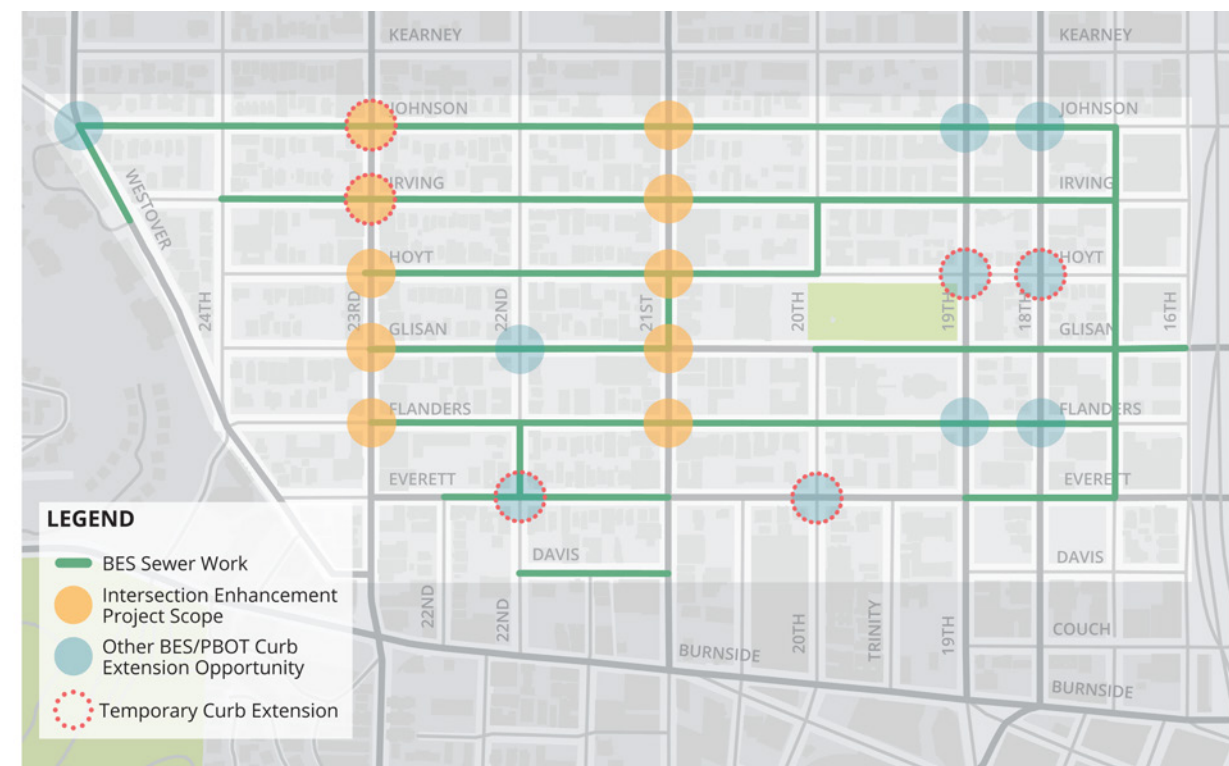 KEARNEY
KEARNEY
JOHNSON
JOHNSON
WESTOVER
IRVING
IRVING
HOYT
HOYT
24TH
23RD
22ND
21ST
20TH
19TH
18TH
16TH
GLISAN
GLISAN
FLANDERS
FLANDERS
EVERETT
EVERETT
DAVIS
DAVIS
22ND
22ND
20TH
TRINITY
19TH
COUCH
BURNSIDE
BURNSIDE
LEGEND
BES Sewer Work
Intersection Enhancement
Project Scope
Other BES/PBOT Curb
Extension Opportunity
Temporary Curb Extension